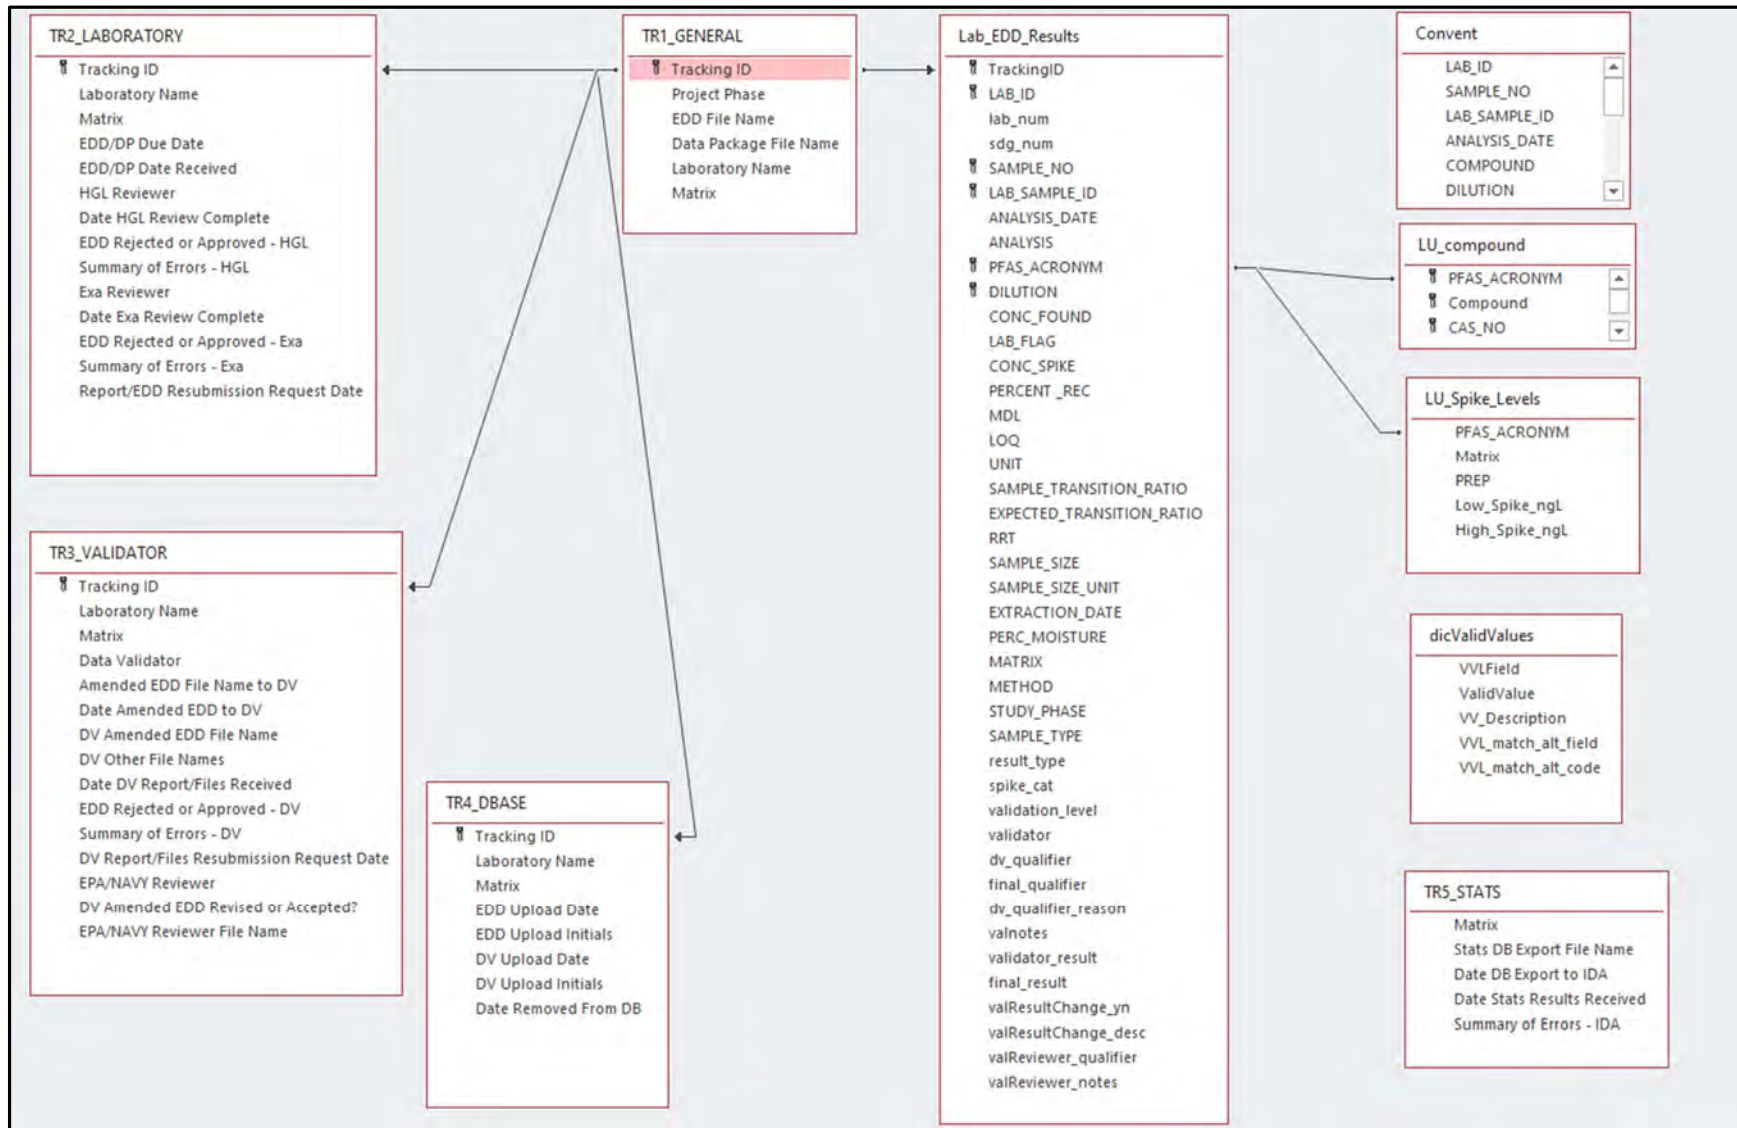 TR2_LABORATORY
Tracking ID
Laboratory Name
Matrix
EDD/DP Due Date
EDD/DP Date Received
HGL Reviewer
Date HGL Review Complete
EDD Rejected or Approved - HGL
Summary of Errors - HGL
Exa Reviewer
Date Exa Review Complete
EDD Rejected or Approved - Exa
Summary of Errors - Exa
Report/EDD Resubmission Request Date
TR3_VALIDATOR
Tracking ID
Laboratory Name
Matrix
Data Validator
Amended EDD File Name to DV
Date Amended EDD to DV
DV Amended EDD File Name
DV Other File Names
Date DV Report/Files Received
EDD Rejected or Approved - DV
Summary of Errors - DV
DV Report/Files Resubmission Request Date
EPA/NAVY Reviewer
DV Amended EDD Revised or Accepted?
EPA/NAVY Reviewer File Name
TR1_GENERAL
Tracking ID
Project Phase
EDD File Name
Data Package File Name
Laboratory Name
Matrix
TR4_DBASE
Tracking ID
Laboratory Name
Matrix
EDD Upload Date
EDD Upload Initials
DV Upload Date
DV Upload Initials
Date Removed From DB
Lab_EDD_Results
TrackingID
LAB_ID
lab_num
sdg_num
SAMPLE_NO
LAB_SAMPLE_ID
ANALYSIS_DATE
ANALYSIS
PFAS_ACRONYM
DILUTION
CONC_FOUND
LAB_FLAG
CONC_SPIKE
PERCENT _REC
MDL
LOQ
UNIT
SAMPLE_TRANSITION_RATIO
EXPECTED_TRANSITION_RATIO
RRT
SAMPLE_SIZE
SAMPLE_SIZE_UNIT
EXTRACTION_DATE
PERC_MOISTURE
MATRIX
METHOD
STUDY_PHASE
SAMPLE_TYPE
result_type
spike_cat
validation_level
validator
dv_qualifier
final_qualifier
dv_qualifier_reason
valnotes
validator_result
final_result
valResultChange_yn
valResultChange_desc
valReviewer_qualifier
valReviewer_notes
Convent
LAB_ID
SAMPLE_NO
LAB_SAMPLE_ID
ANALYSIS_DATE
COMPOUND
DILUTION
LU_compound
PFAS_ACRONYM
Compound
CAS_NO
LU_Spike_Levels
PFAS_ACRONYM
Matrix
PREP
Low_Spike_ngL
High_Spike_ngL
dicValidValues
VVLField
ValidValue
VV_Description
VVL_match_alt_field
VVL_match_alt_code
TR5_STATS
Matrix
Stats DB Export File Name
Date DB Export to IDA
Date Stats Results Received
Summary of Errors - IDA